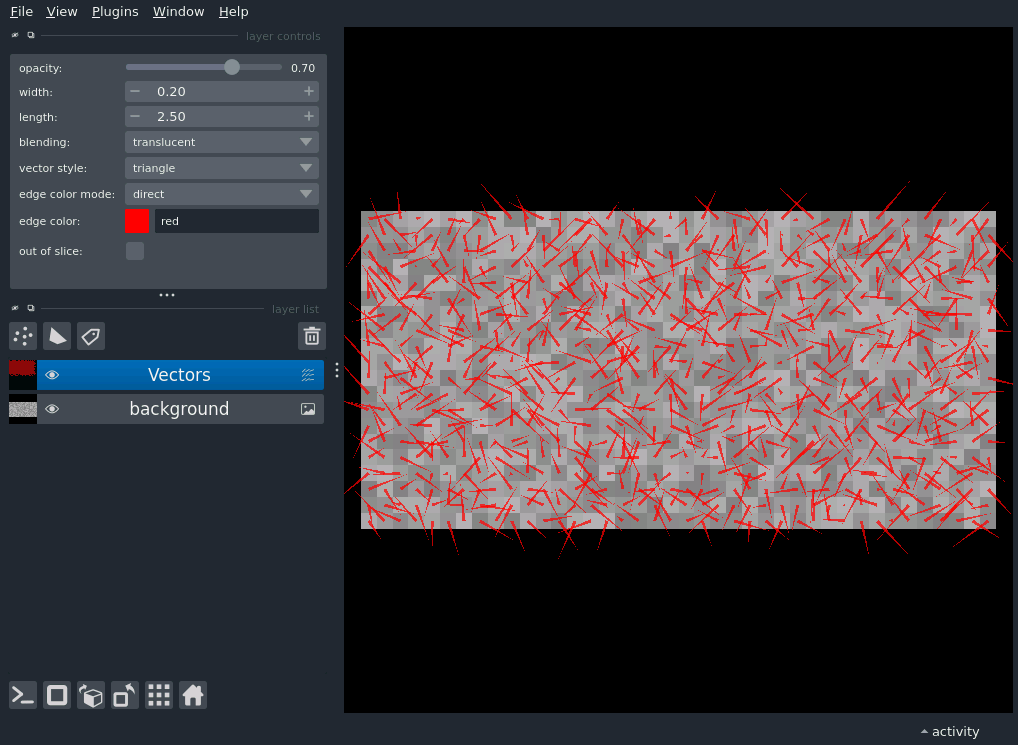 File View Plugins Window Help
layer controls
opacity: 0.70
width: 0.20
length: 2.50
blending: translucent
vector style: triangle
edge color mode: direct
edge color: red
out of slice:
layer list
Vectors
background
activity